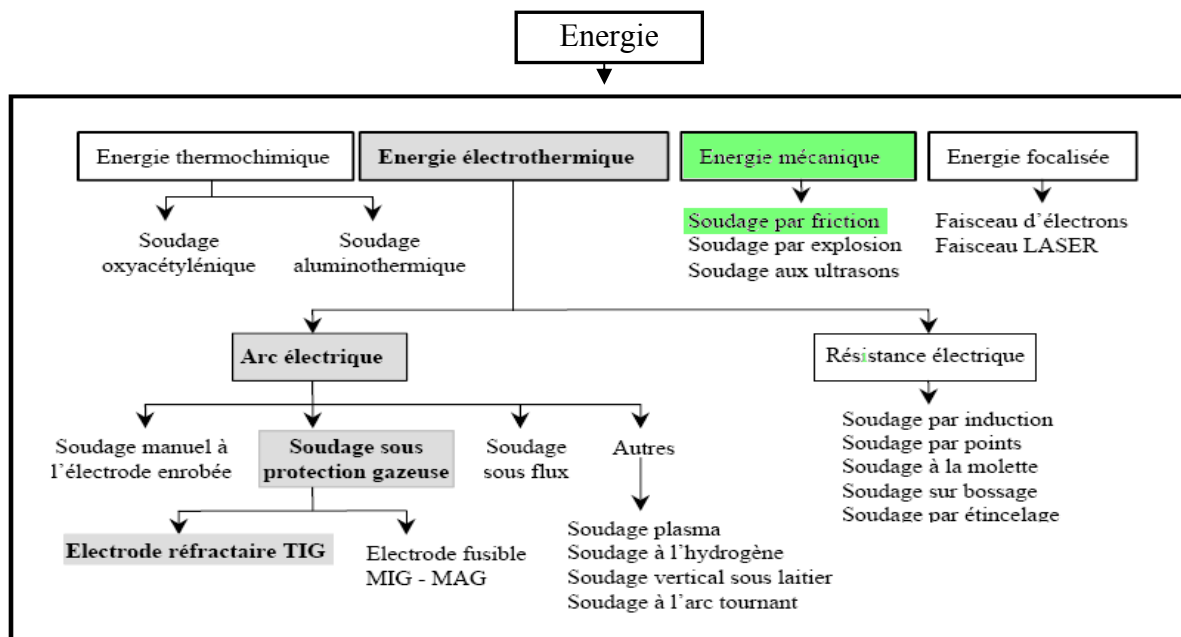 Energie
Energie thermochimique
Energie électrothermique
Energie mécanique
Energie focalisée
Soudage
oxyacétylénique
Soudage
aluminothermique
Soudage par friction
Soudage par explosion
Soudage aux ultrasons
Faisceau d’électrons
Faisceau LASER
Arc électrique
Résistance électrique
Soudage manuel à
l’électrode enrobée
Soudage sous
protection gazeuse
Soudage
sous flux
Autres
Soudage par induction
Soudage par points
Soudage à la molette
Soudage sur bossage
Soudage par étincelage
Electrode réfractaire TIG
Electrode fusible
MIG - MAG
Soudage plasma
Soudage à l’hydrogène
Soudage vertical sous laitier
Soudage à l’arc tournant